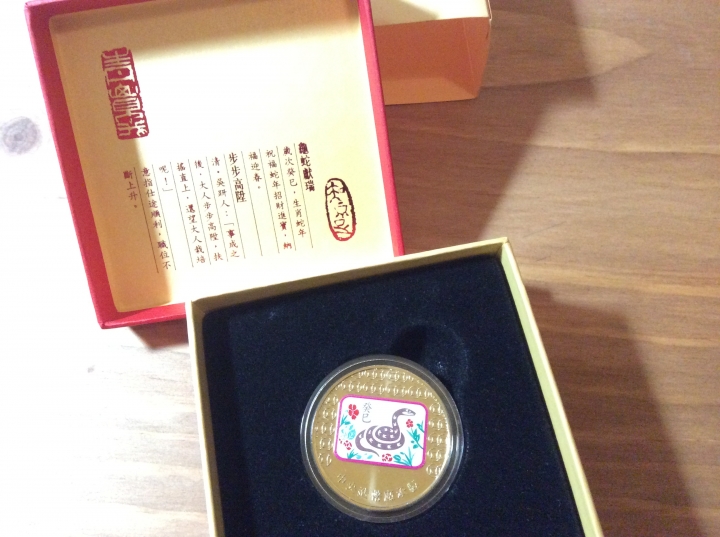 龜蛇獻瑞
歲次癸巳，生肖蛇年
祝福蛇年招財進寶，納
福迎春。
步步高陞
清．吳趼人：「事成之
後，大人步步高陞，扶
搖直上，還望大人栽培
呢！」
意指仕途順利，職位不
斷上升。
癸巳